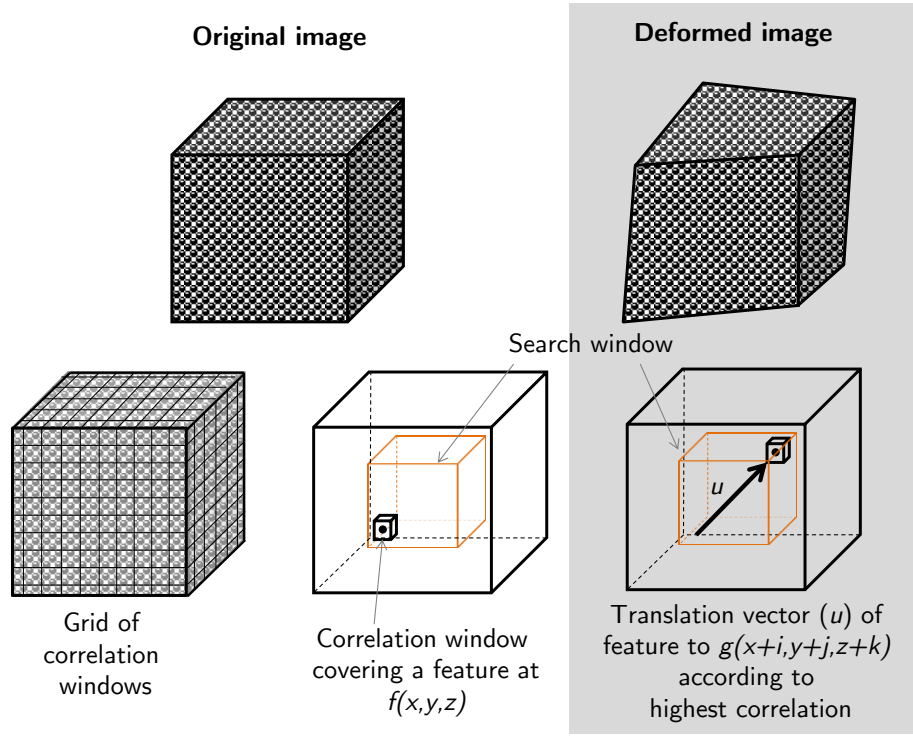 Original image
Deformed image
Search window
u
Grid of
correlation
windows
Correlation window
covering a feature at
f(x,y,z)
Translation vector (u) of
feature to g(x+i,y+j,z+k)
according to
highest correlation